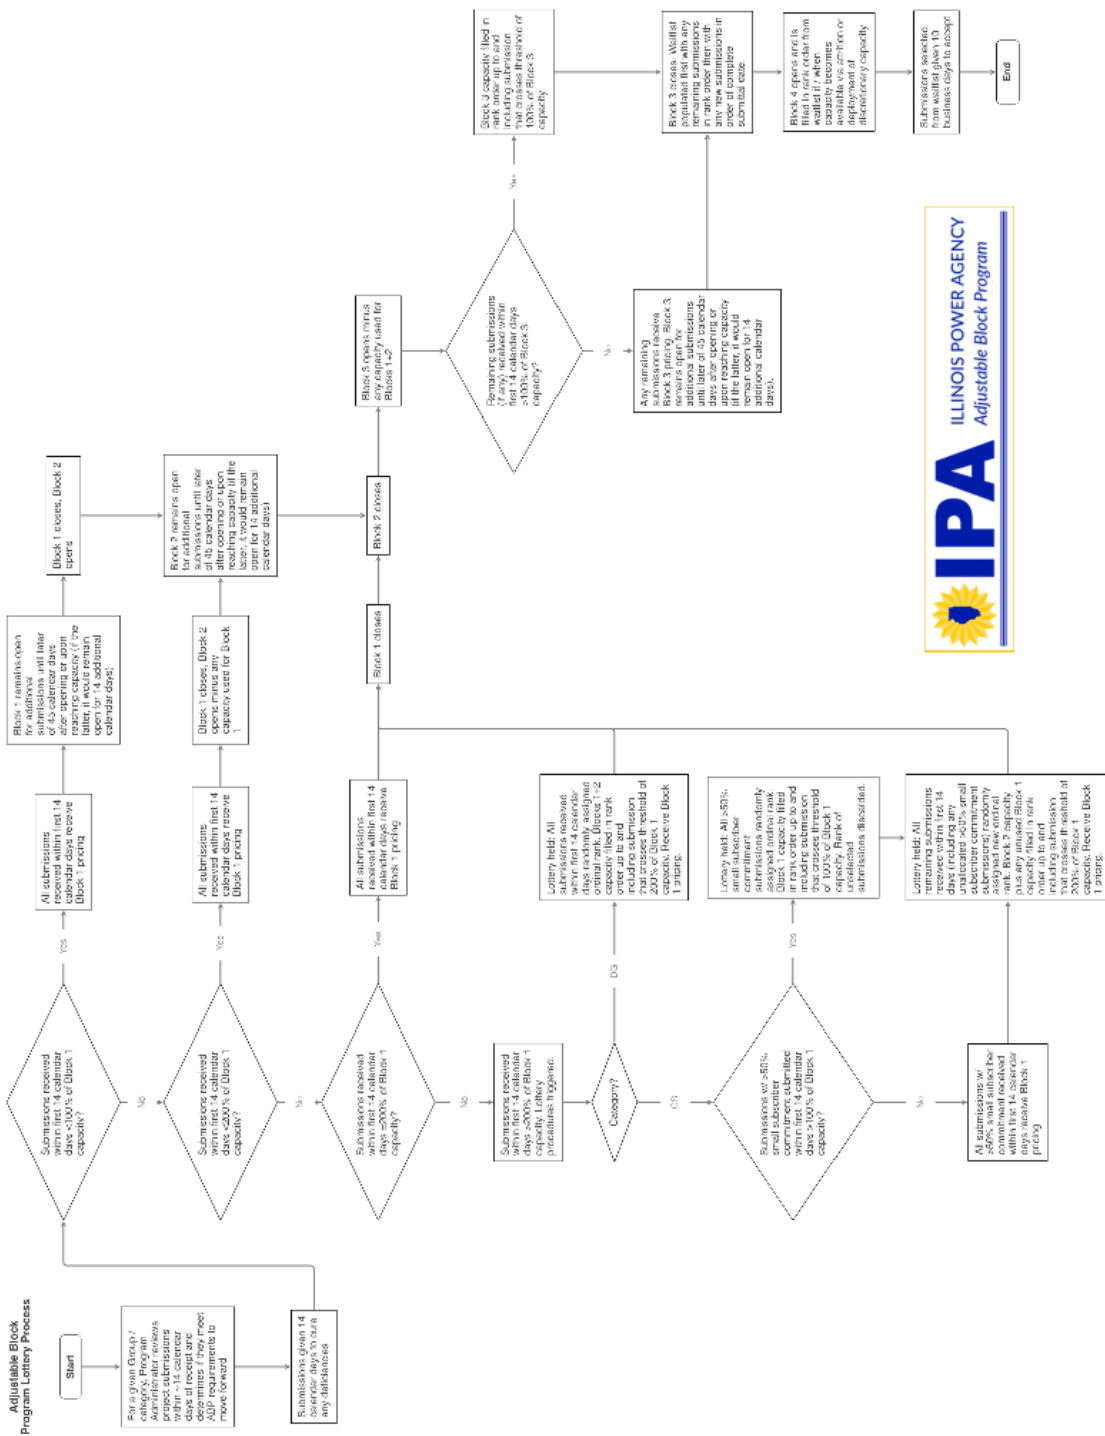 Adjustable Block
Program Lottery Process
Start
For a given Group /
category, Program
Administrator reviews
project submissions
within ~14 calendar
days of receipt and
determines if they meet
ABP requirements to
move forward
Submissions given 14
calendar days to cure
any deficiencies
Submissions received
within first 14 calendar
days <100% of Block 1
capacity?
Yes
All submissions
received within first 14
calendar days receive
Block 1 pricing
Block 1 remains open
for additional
submissions until later
of 45 calendar days
after opening or upon
reaching capacity (if the
latter, it would remain
open for 14 additional
calendar days)
Block 1 closes, Block 2
opens
No
Submissions received
within first 14 calendar
days <200% of Block 1
capacity?
Yes
All submissions
received within first 14
calendar days receive
Block 1 pricing
Block 1 closes, Block 2
opens minus any
capacity used for Block
1
Block 2 remains open
for additional
submissions until later
of 45 calendar days
after opening or upon
reaching capacity (if the
latter, it would remain
open for 14 additional
calendar days)
No
Submissions received
within first 14 calendar
days =200% of Block 1
capacity?
Yes
All submissions
received within first 14
calendar days receive
Block 1 pricing
Block 1 closes
Block 2 closes
Block 3 opens minus
any capacity used for
Blocks 1+2
No
Submissions received
within first 14 calendar
days >200% of Block 1
capacity. Lottery
procedures triggered.
Category?
DG
Lottery held: All
submissions received
within first 14 calendar
days randomly assigned
ordinal rank. Blocks 1+2
capacity filled in rank
order up to and
including submission
that crosses threshold of
200% of Block 1
capacity. Receive Block
1 pricing.
CS
Submissions w/ >50%
small subscriber
commitment submitted
within first 14 calendar
days >100% of Block 1
capacity?
Yes
Lottery held: All >50%
small subscriber
commitment
submissions randomly
assigned ordinal rank.
Block 1 capacity filled
in rank order up to and
including submission
that crosses threshold
of 100% of Block 1
capacity. Rank of
unselected
submissions discarded.
No
All submissions w/
>50% small subscriber
commitment received
within first 14 calendar
days receive Block 1
pricing
Lottery held: All
remaining submissions
received within first 14
days (including any
unallocated >50% small
subscriber commitment
submissions) randomly
assigned new ordinal
rank. Block 2 capacity
plus any unused Block 1
capacity filled in rank
order up to and
including submission
that crosses threshold of
200% of Block 1
capacity. Receive Block
1 pricing.
Remaining submissions
(if any) received within
first 14 calendar days
>100% of Block 3
capacity?
Yes
Block 3 capacity filled in
rank order up to and
including submission
that crosses threshold of
100% of Block 3
capacity
No
Any remaining
submissions receive
Block 3 pricing. Block 3
remains open for
additional submissions
until later of 45 calendar
days after opening or
upon reaching capacity
(if the latter, it would
remain open for 14
additional calendar
days).
Block 3 closes. Waitlist
populated first with any
remaining submissions
in rank order then with
any new submissions in
order of complete
submittal date.
Block 4 opens and is
filled in rank order from
waitlist if / when
capacity becomes
available via attrition or
deployment of
discretionary capacity
Submissions selected
from waitlist given 10
business days to accept
End
IPA
ILLINOIS POWER AGENCY
Adjustable Block Program